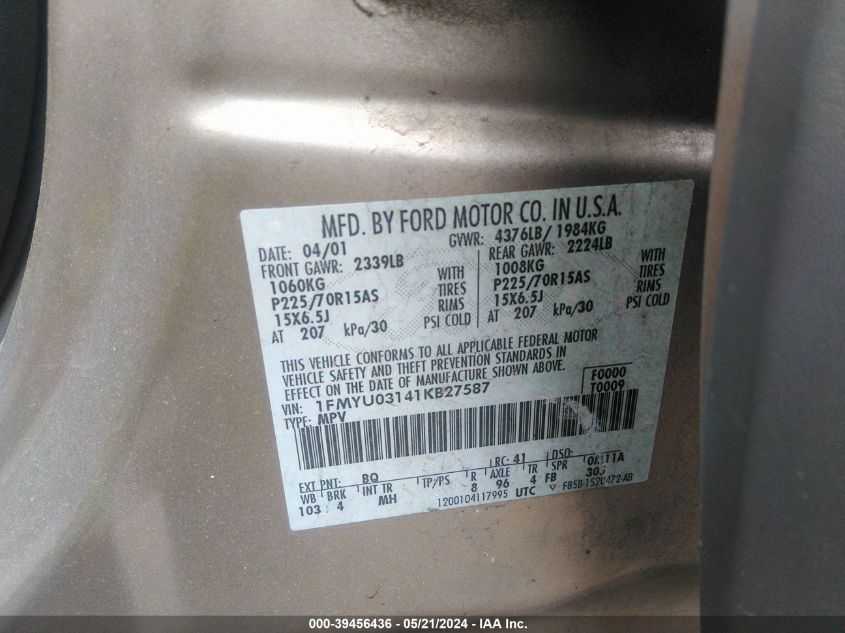 MFD. BY FORD MOTOR CO. IN U.S.A.
DATE: 04/01 GVWR: 4376LB/ 1984KG
FRONT GAWR: 2339LB REAR GAWR: 2224LB
1060KG WITH 1008KG WITH
P225/70R15AS TIRES P225/70R15AS TIRES
15X6.5J RIMS 15X6.5J RIMS
AT 207 kPa/30 PSI COLD AT 207 kPa/30 PSI COLD
THIS VEHICLE CONFORMS TO ALL APPLICABLE FEDERAL MOTOR
VEHICLE SAFETY AND THEFT PREVENTION STANDARDS IN
EFFECT ON THE DATE OF MANUFACTURE SHOWN ABOVE.
F0000
T0009
VIN: 1FMYU03141KB27587
TYPE: MPV
EXT PNT: BQ RC: 41 DSO:
WB BRK INT TR TP/PS R AXLE TR SPR
103 4 MH 8 96 4 FB
1200104117995 UTC
000-39456436 - 05/21/2024 - IAA Inc.